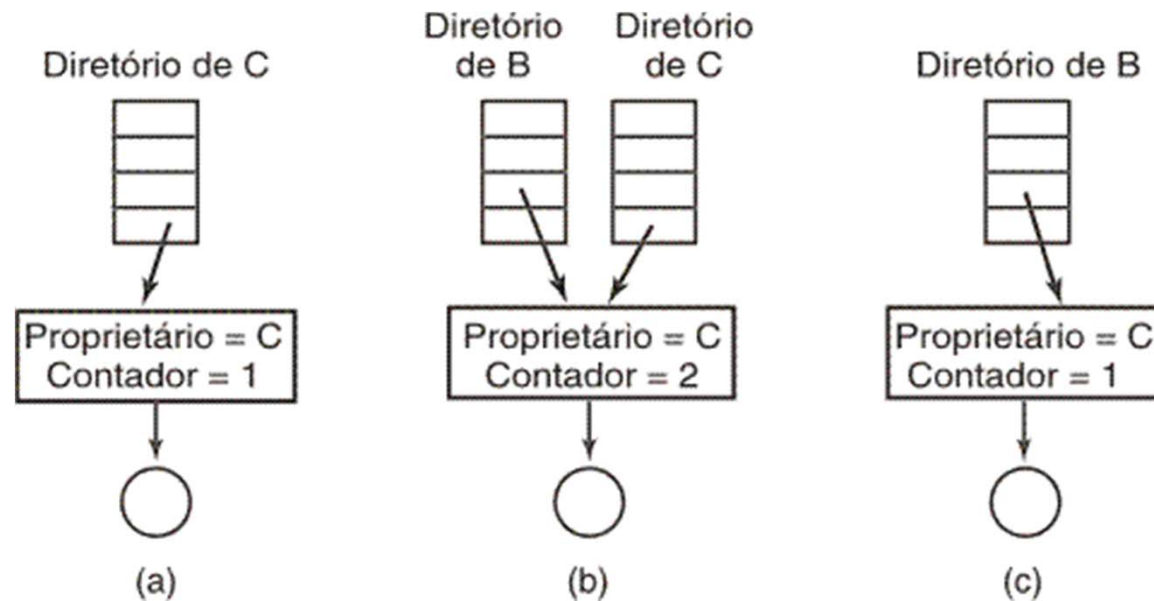 Diretório de C
Diretório
de B
Diretório
de C
Diretório de B
Proprietário = C
Contador = 1
Proprietário = C
Contador = 2
Proprietário = C
Contador = 1
(a)
(b)
(c)